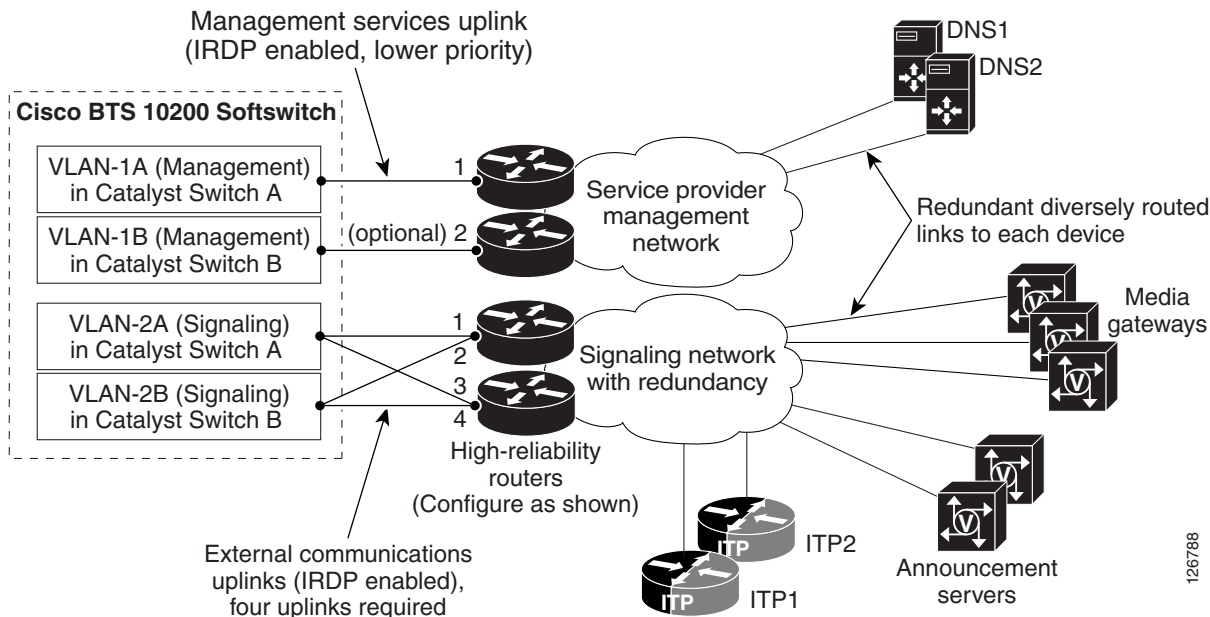 Management services uplink
(IRDP enabled, lower priority)
DNS1
DNS2
Cisco BTS 10200 Softswitch
VLAN-1A (Management)
in Catalyst Switch A
1
VLAN-1B (Management)
in Catalyst Switch B
(optional) 2
Service provider
management
network
Redundant diversely routed
links to each device
VLAN-2A (Signaling)
in Catalyst Switch A
1
2
VLAN-2B (Signaling)
in Catalyst Switch B
3
4
Signaling network
with redundancy
V
V
V
Media
gateways
High-reliability
routers
(Configure as shown)
External communications
uplinks (IRDP enabled),
four uplinks required
ITP
ITP2
ITP
ITP1
V
V
Announcement
servers
126788